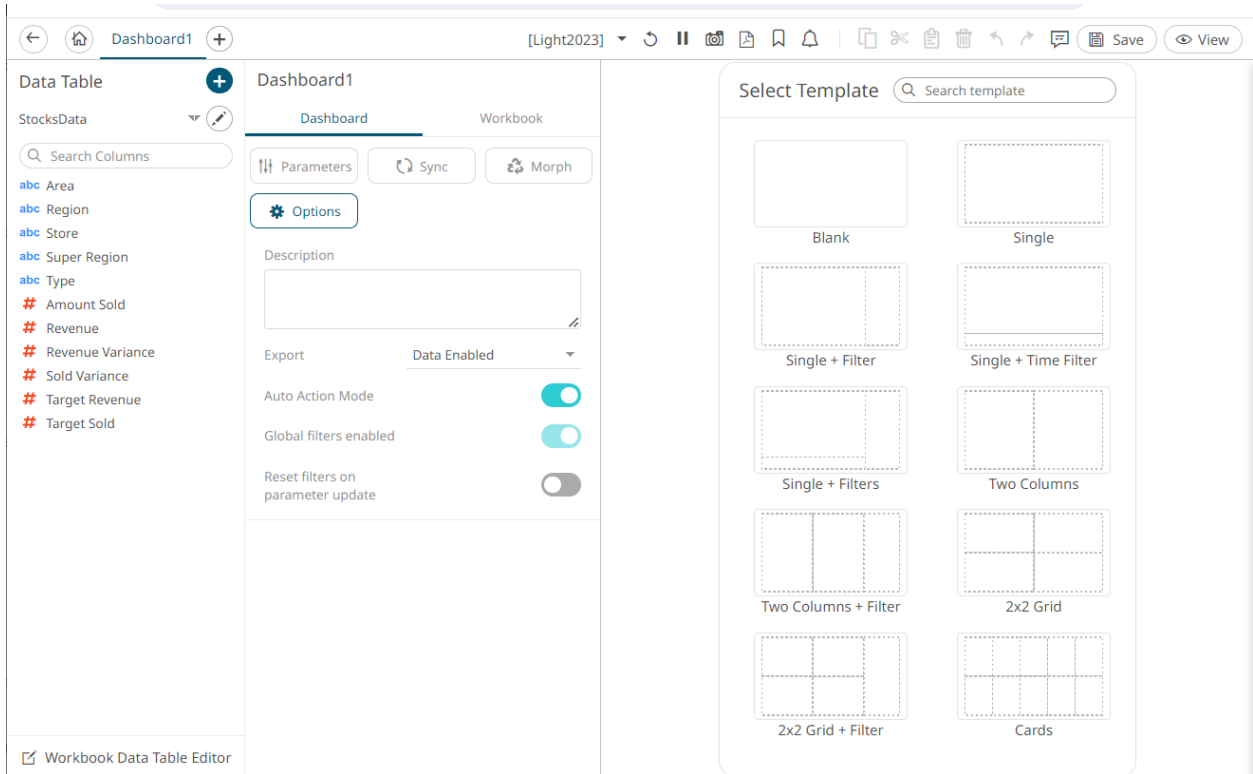 Dashboard1
[Light2023]
Save
View
Data Table
StocksData
Search Columns
abc Area
abc Region
abc Store
abc Super Region
abc Type
# Amount Sold
# Revenue
# Revenue Variance
# Sold Variance
# Target Revenue
# Target Sold
Workbook Data Table Editor
Dashboard1
Dashboard
Workbook
Parameters
Sync
Morph
Options
Description
Export
Data Enabled
Auto Action Mode
Global filters enabled
Reset filters on
parameter update
Select Template
Search template
Blank
Single
Single + Filter
Single + Time Filter
Single + Filters
Two Columns
Two Columns + Filter
2x2 Grid
2x2 Grid + Filter
Cards